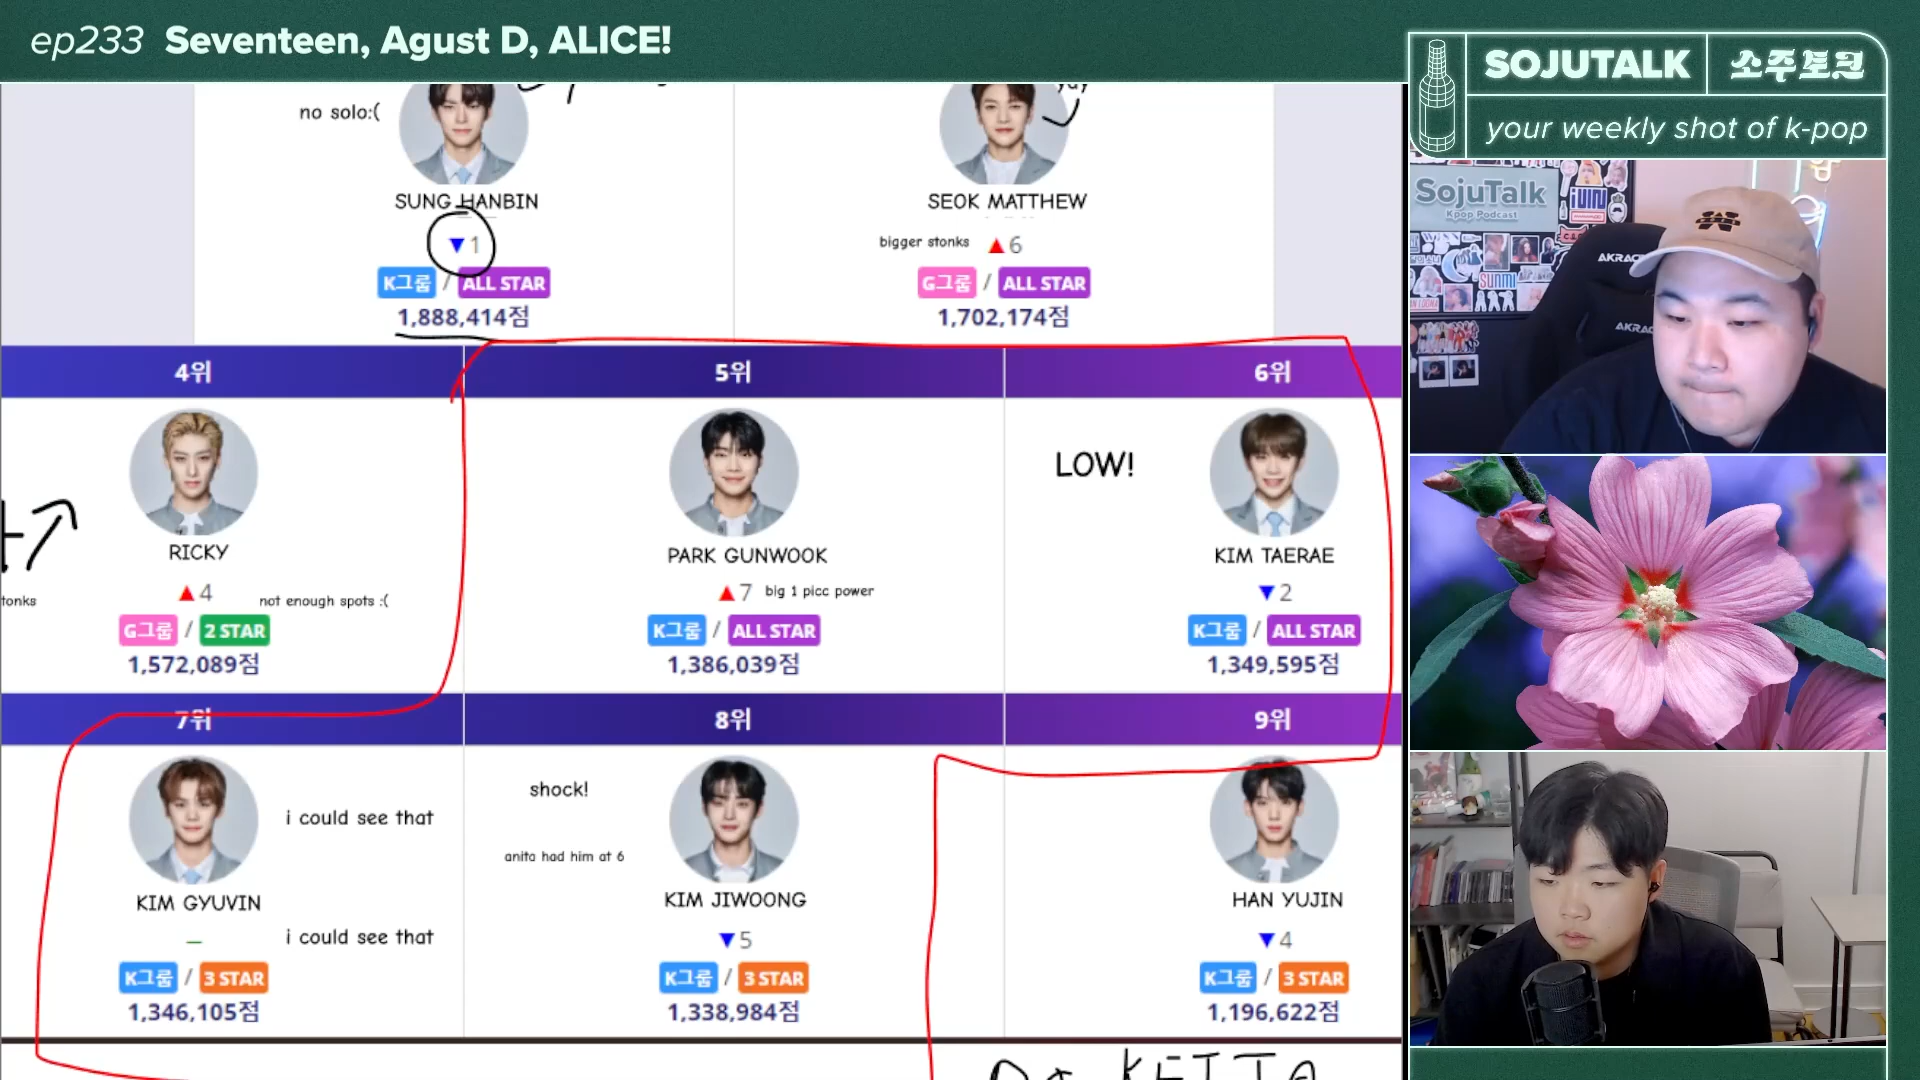 ep233 Seventeen, Agust D, ALICE!
SOJUTALK 소주토크
your weekly shot of k-pop
no solo:(
SUNG HANBIN
▼1
K그룹 / ALL STAR
1,888,414점
SEOK MATTHEW
bigger stonks ▲6
G그룹 / ALL STAR
1,702,174점
4위
5위
6위
RICKY
▲4
not enough spots :(
G그룹 / 2 STAR
1,572,089점
PARK GUNWOOK
▲7 big 1 picc power
K그룹 / ALL STAR
1,386,039점
LOW!
KIM TAERAE
▼2
K그룹 / ALL STAR
1,349,595점
7위
8위
9위
i could see that
KIM GYUVIN
–
i could see that
K그룹 / 3 STAR
1,346,105점
shock!
anita had him at 6
KIM JIWOONG
▼5
K그룹 / 3 STAR
1,338,984점
HAN YUJIN
▼4
K그룹 / 3 STAR
1,196,622점
SojuTalk
Kpop Podcast
SUNMI